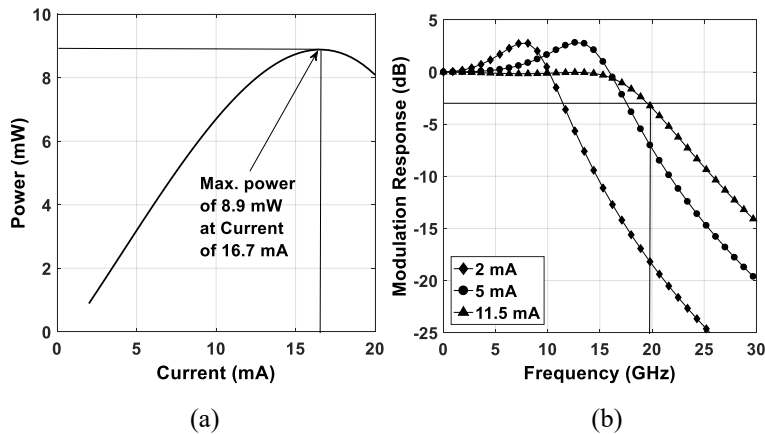 10
8
6
4
2
0
Power (mW)
Max. power
of 8.9 mW
at Current
of 16.7 mA
0 5 10 15 20
Current (mA)
(a)
5
0
-5
-10
-15
-20
-25
Modulation Response (dB)
2 mA
5 mA
11.5 mA
0 5 10 15 20 25 30
Frequency (GHz)
(b)